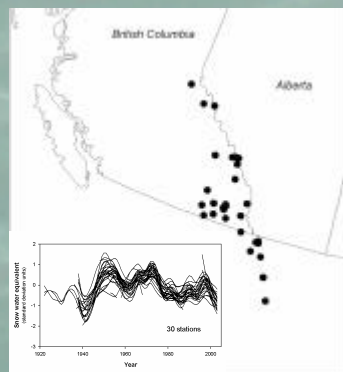 British Columbia
Alberta
Snow water equivalent
(standard deviation units)
2
1
0
-1
-2
-3
30 stations
1920 1940 1960 1980 2000
Year